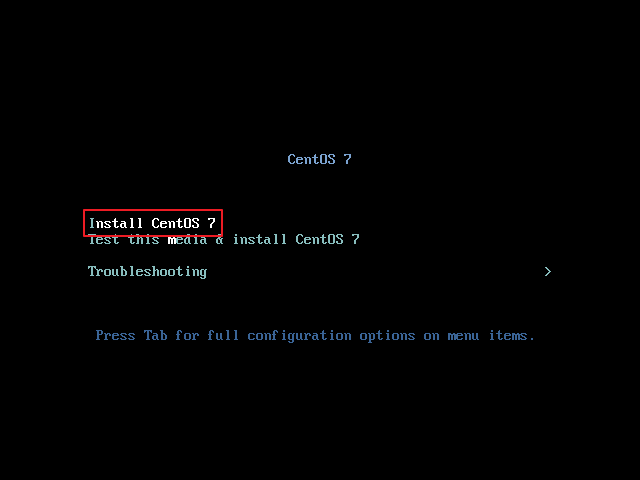 CentOS 7
Install CentOS 7
Test this media & install CentOS 7
Troubleshooting >
Press Tab for full configuration options on menu items.